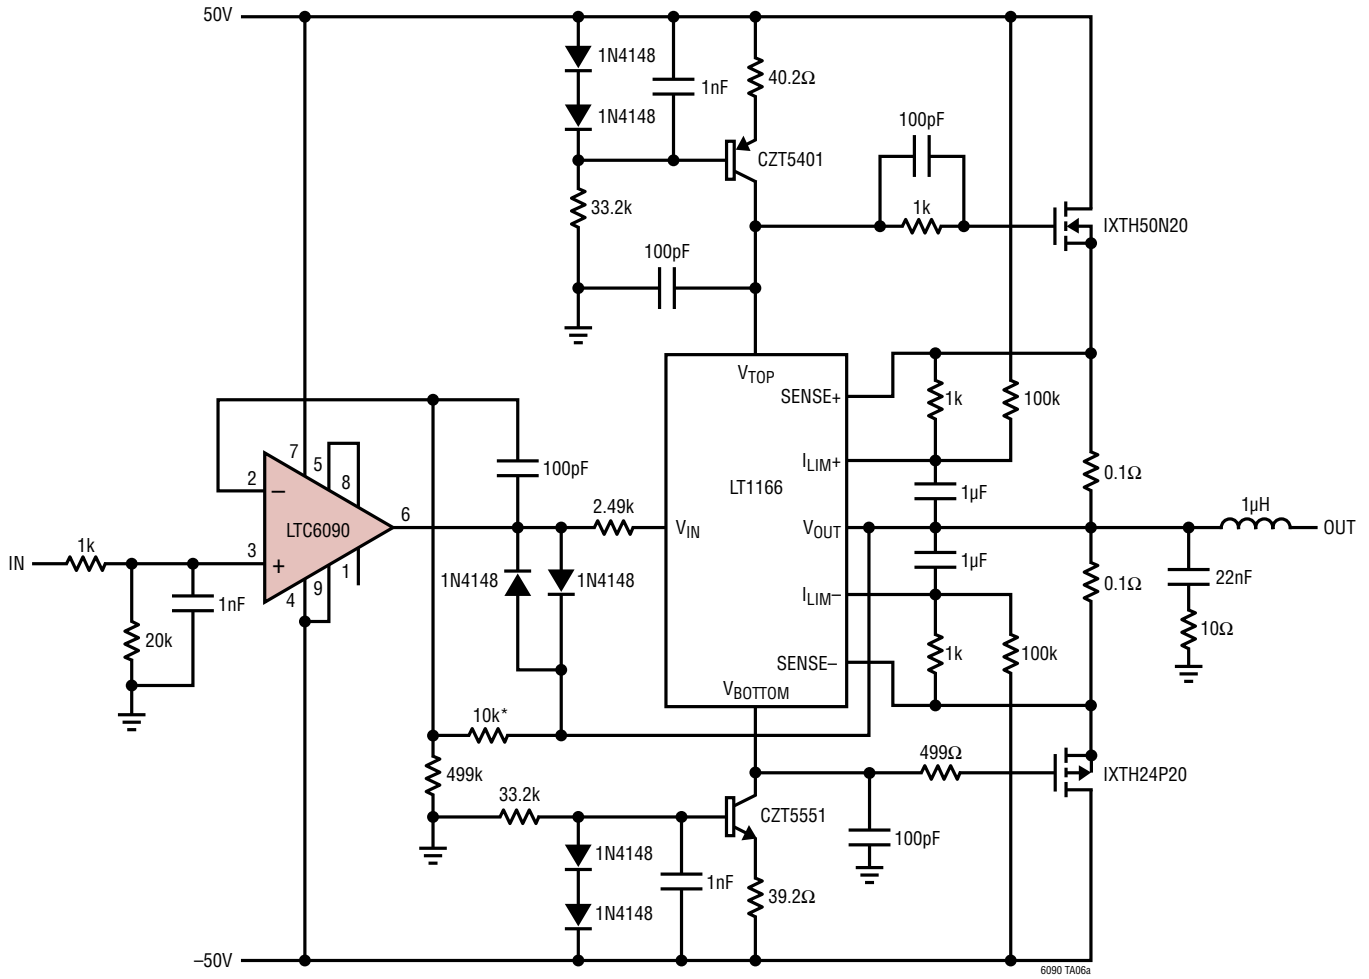 50V
1N4148
1nF
40.2Ω
1N4148
100pF
CZT5401
33.2k
1k
IXTH50N20
100pF
VTOP
SENSE+
1k
100k
7
5
8
2
–
100pF
ILIM+
0.1Ω
LT1166
1µF
6
2.49k
1µH
LTC6090
VIN
VOUT
OUT
1k
3
IN
+
1
1N4148
1N4148
1µF
0.1Ω
22nF
9
4
1nF
ILIM–
20k
10Ω
1k
100k
SENSE–
VBOTTOM
10k*
499Ω
499k
IXTH24P20
33.2k
CZT5551
100pF
1N4148
1nF
39.2Ω
1N4148
–50V
6090 TA06a